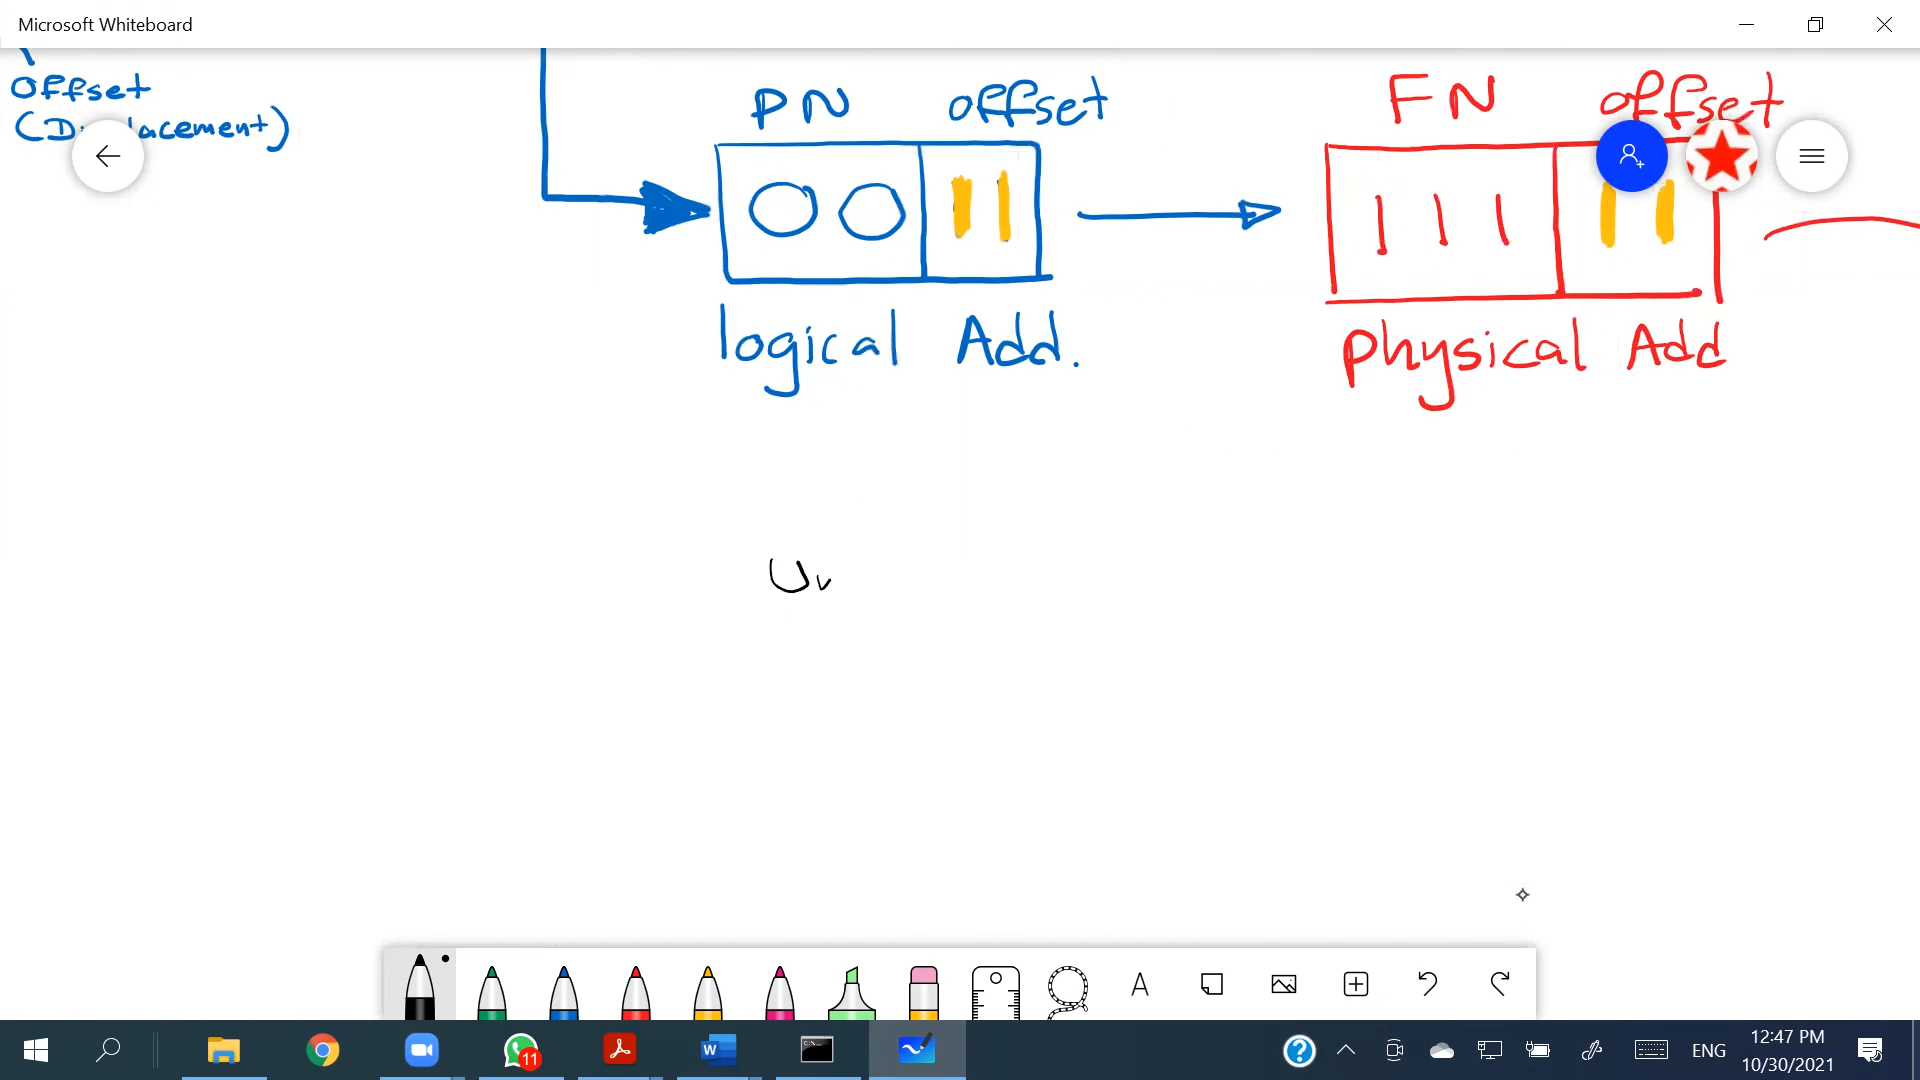 Microsoft Whiteboard
offset
PN offset
FN offset
00 11
111 11
logical Add.
physical Add
A
11
W
ENG
12:47 PM
10/30/2021